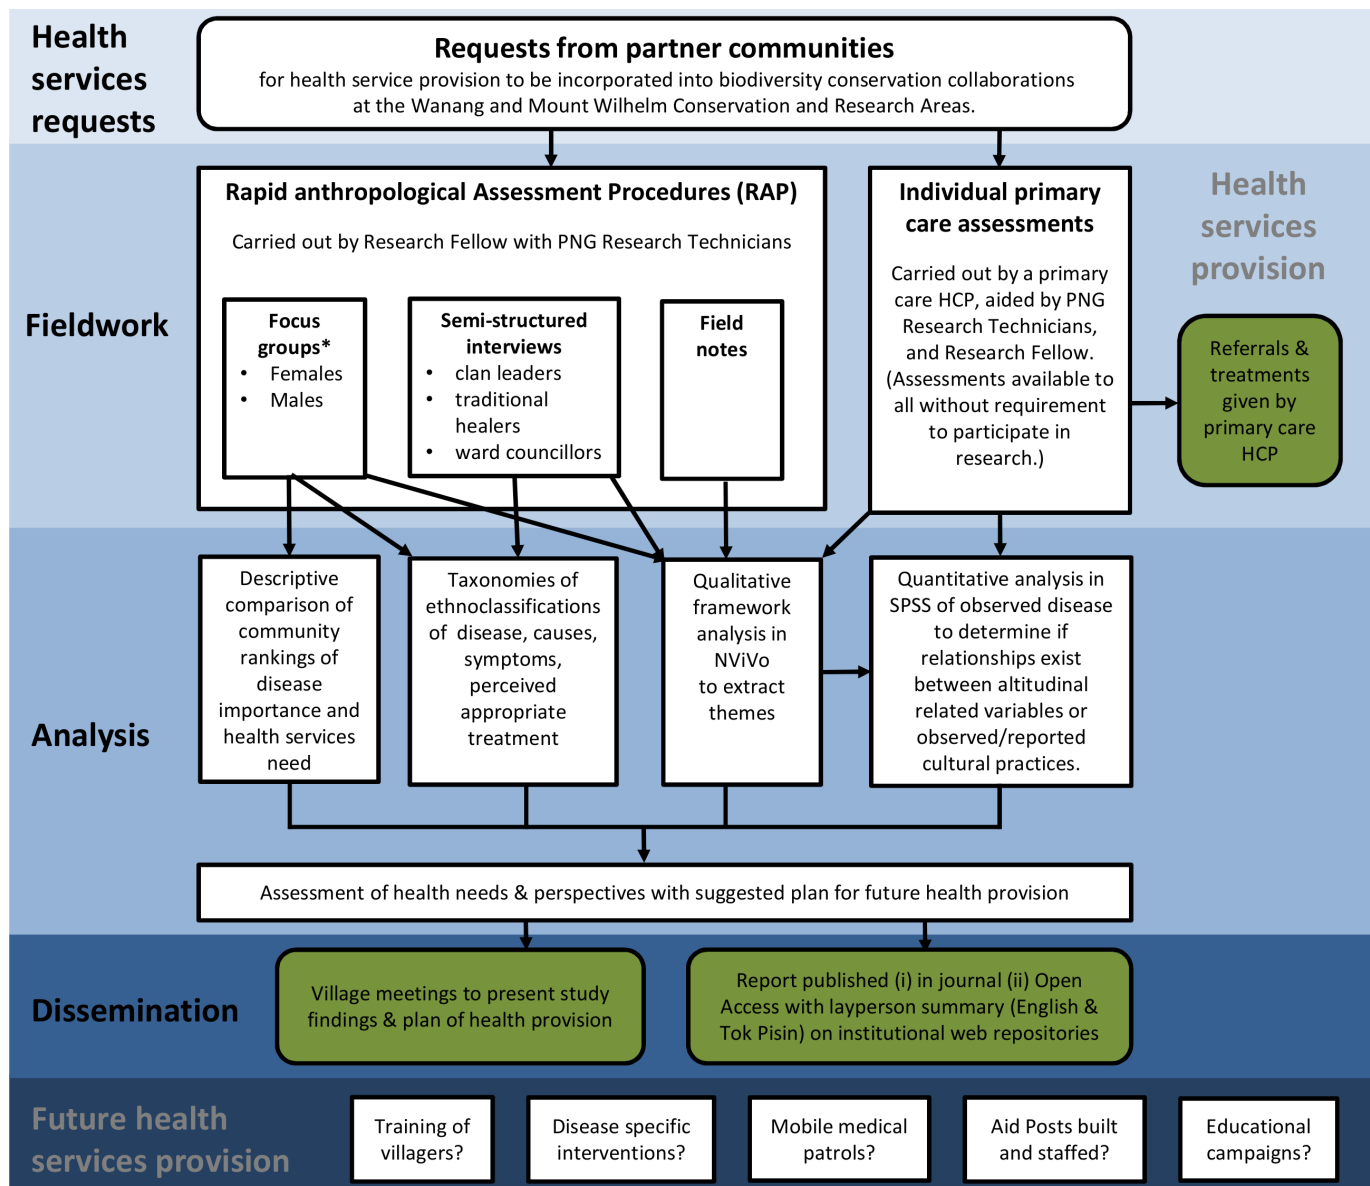 Health
services
requests
Requests from partner communities
for health service provision to be incorporated into biodiversity conservation collaborations
at the Wanang and Mount Wilhelm Conservation and Research Areas.
Fieldwork
Rapid anthropological Assessment Procedures (RAP)
Carried out by Research Fellow with PNG Research Technicians
Focus
groups*
• Females
• Males
Semi-structured
interviews
• clan leaders
• traditional
healers
• ward councillors
Field
notes
Individual primary
care assessments
Carried out by a primary
care HCP, aided by PNG
Research Technicians,
and Research Fellow.
(Assessments available to
all without requirement
to participate in
research.)
Health
services
provision
Referrals &
treatments
given by
primary care
HCP
Analysis
Descriptive
comparison of
community
rankings of
disease
importance and
health services
need
Taxonomies of
ethnoclassifications
of disease, causes,
symptoms,
perceived
appropriate
treatment
Qualitative
framework
analysis in
NViVo
to extract
themes
Quantitative analysis in
SPSS of observed disease
to determine if
relationships exist
between altitudinal
related variables or
observed/reported
cultural practices.
Assessment of health needs & perspectives with suggested plan for future health provision
Dissemination
Village meetings to present study
findings & plan of health provision
Report published (i) in journal (ii) Open
Access with layperson summary (English &
Tok Pisin) on institutional web repositories
Future health
services provision
Training of
villagers?
Disease specific
interventions?
Mobile medical
patrols?
Aid Posts built
and staffed?
Educational
campaigns?